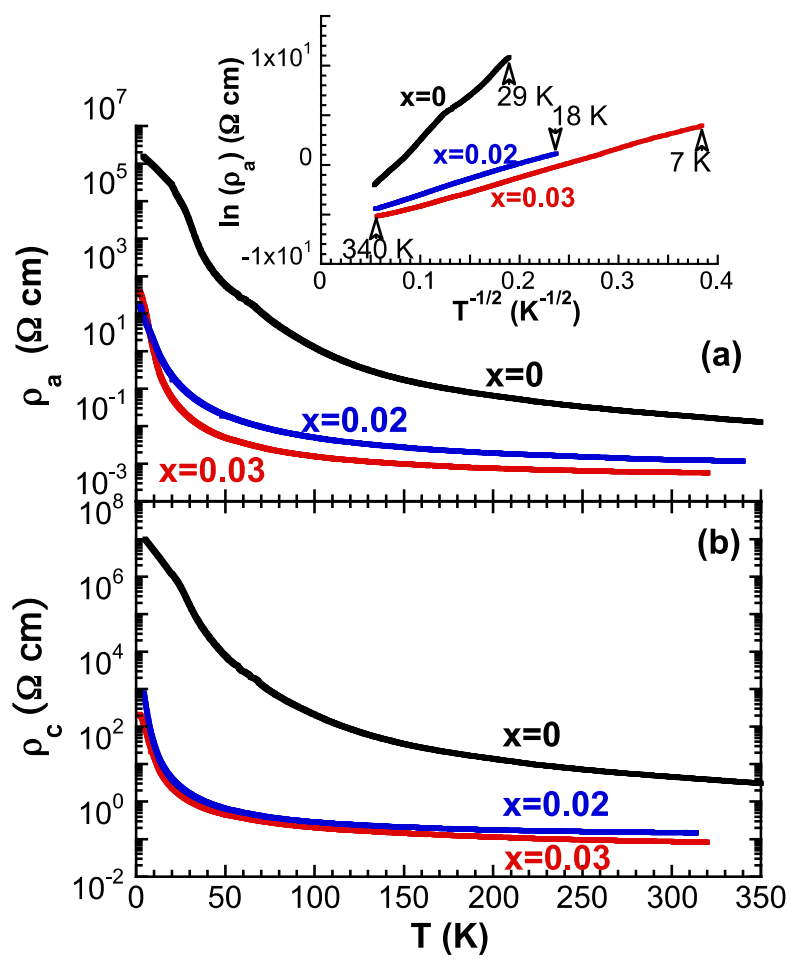 1x10¹
0
-1x10¹
ln (ρₐ) (Ω cm)
x=0
29 K
18 K
x=0.02
x=0.03
7 K
340 K
0 0.1 0.2 0.3 0.4
T⁻¹/² (K⁻¹/²)
10⁷
10⁵
10³
10¹
10⁻¹
10⁻³
ρₐ (Ω cm)
(a)
x=0
x=0.02
x=0.03
10⁸
10⁶
10⁴
10²
10⁰
10⁻²
ρ_c (Ω cm)
(b)
x=0
x=0.02
x=0.03
0 50 100 150 200 250 300 350
T (K)